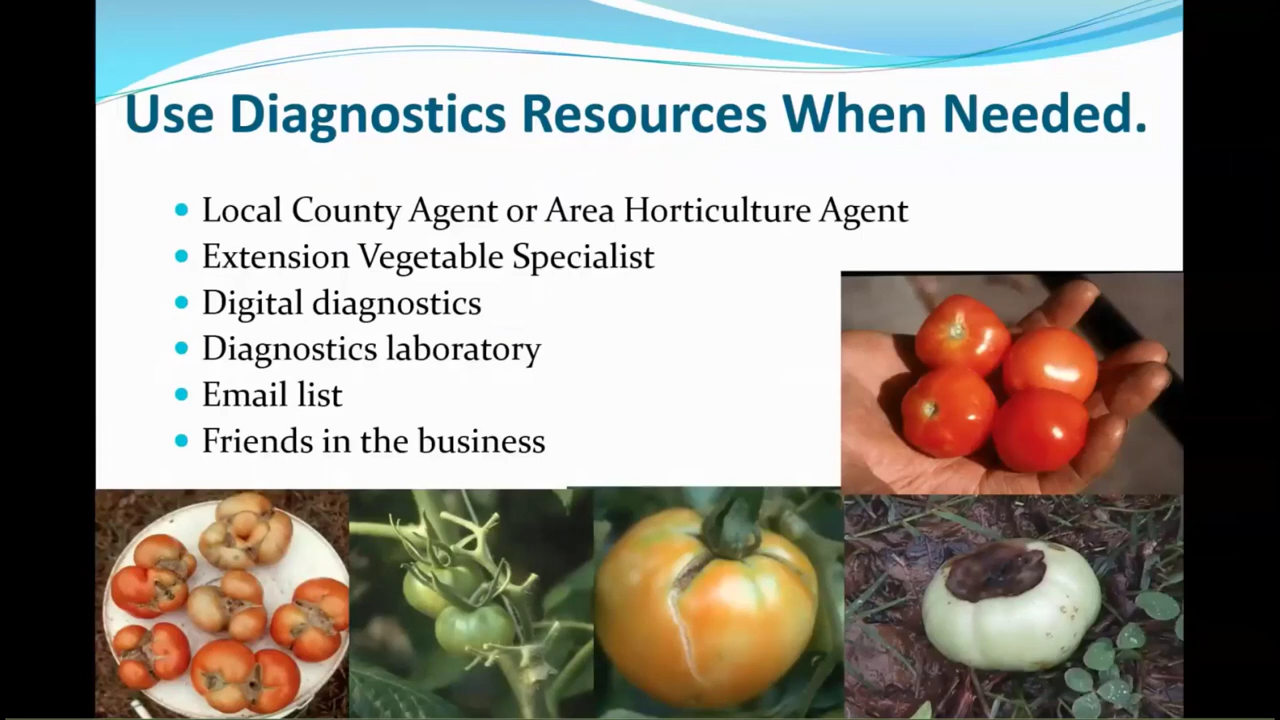 Use Diagnostics Resources When Needed.
• Local County Agent or Area Horticulture Agent
• Extension Vegetable Specialist
• Digital diagnostics
• Diagnostics laboratory
• Email list
• Friends in the business